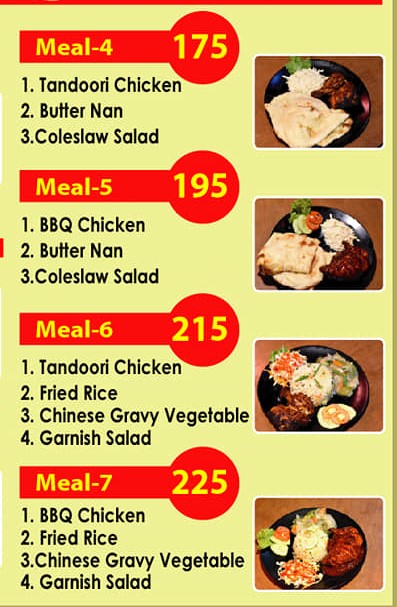 Meal-4 175
1. Tandoori Chicken
2. Butter Nan
3.Coleslaw Salad
Meal-5 195
1. BBQ Chicken
2. Butter Nan
3.Coleslaw Salad
Meal-6 215
1. Tandoori Chicken
2. Fried Rice
3. Chinese Gravy Vegetable
4. Garnish Salad
Meal-7 225
1. BBQ Chicken
2. Fried Rice
3.Chinese Gravy Vegetable
4. Garnish Salad